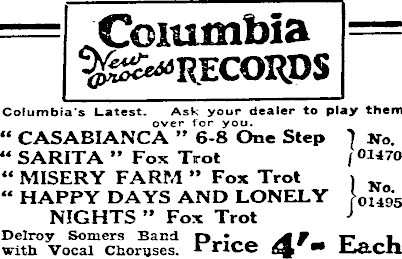 Columbia
New process RECORDS
Columbia's Latest. Ask your dealer to play them
over for you.
" CASABIANCA " 6-8 One Step
" SARITA " Fox Trot
No.
01470
" MISERY FARM " Fox Trot
" HAPPY DAYS AND LONELY
NIGHTS " Fox Trot
No.
01495
Delroy Somers Band
with Vocal Choruses.
Price 4/- Each